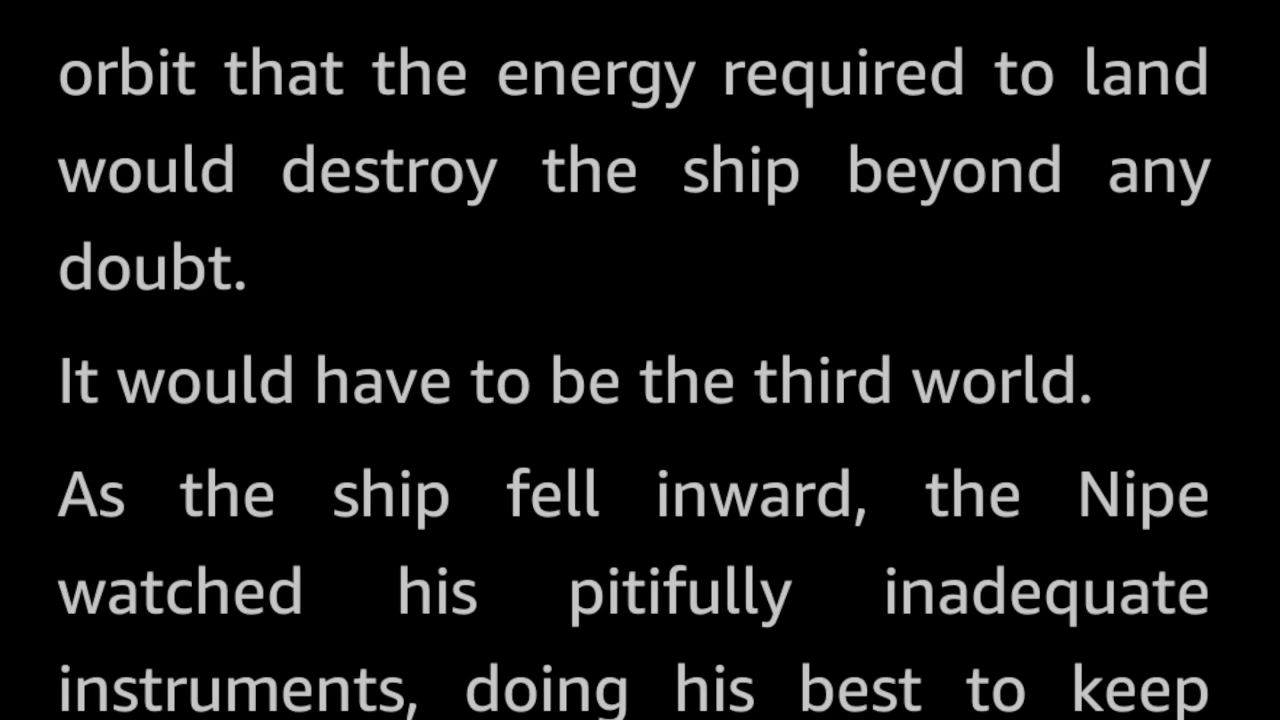 orbit that the energy required to land
would destroy the ship beyond any
doubt.
It would have to be the third world.
As the ship fell inward, the Nipe
watched his pitifully inadequate
instruments, doing his best to keep